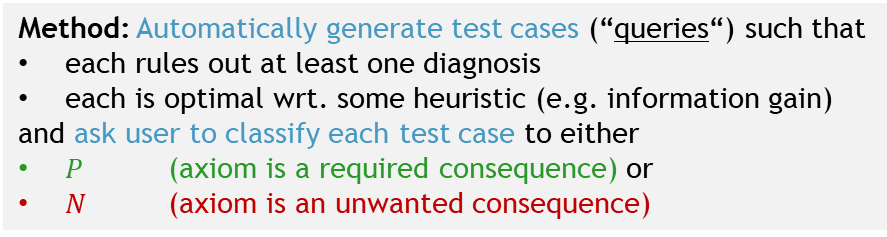 Method: Automatically generate test cases (“queries“) such that
• each rules out at least one diagnosis
• each is optimal wrt. some heuristic (e.g. information gain)
and ask user to classify each test case to either
• P (axiom is a required consequence) or
• N (axiom is an unwanted consequence)